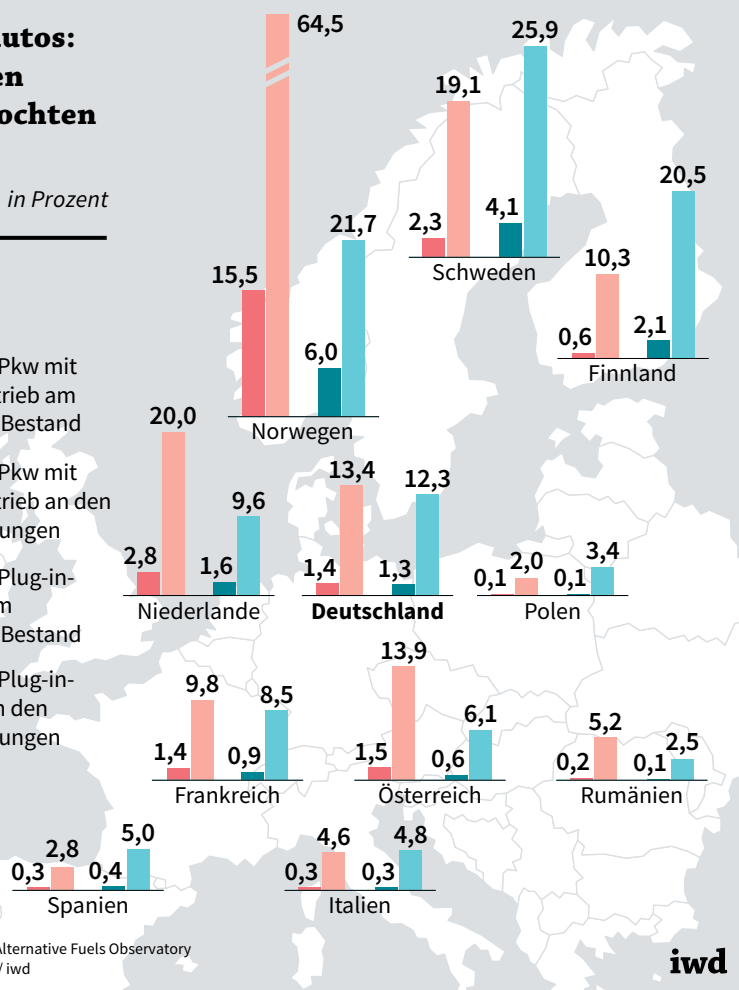 utos:
en
ochten
in Prozent
Pkw mit
trieb am
Bestand
Pkw mit
trieb an den
ungen
Plug-in-
m
Bestand
Plug-in-
n den
ungen
64,5
15,5
21,7
6,0
Norwegen
25,9
19,1
2,3
4,1
Schweden
20,5
10,3
0,6
2,1
Finnland
20,0
2,8
1,6
9,6
Niederlande
13,4
12,3
1,4
1,3
Deutschland
0,1
2,0
0,1
3,4
Polen
9,8
8,5
1,4
0,9
Frankreich
13,9
6,1
1,5
0,6
Österreich
5,2
0,2
0,1
2,5
Rumänien
5,0
2,8
0,3
0,4
Spanien
4,6
4,8
0,3
0,3
Italien
Alternative Fuels Observatory
/ iwd
iwd